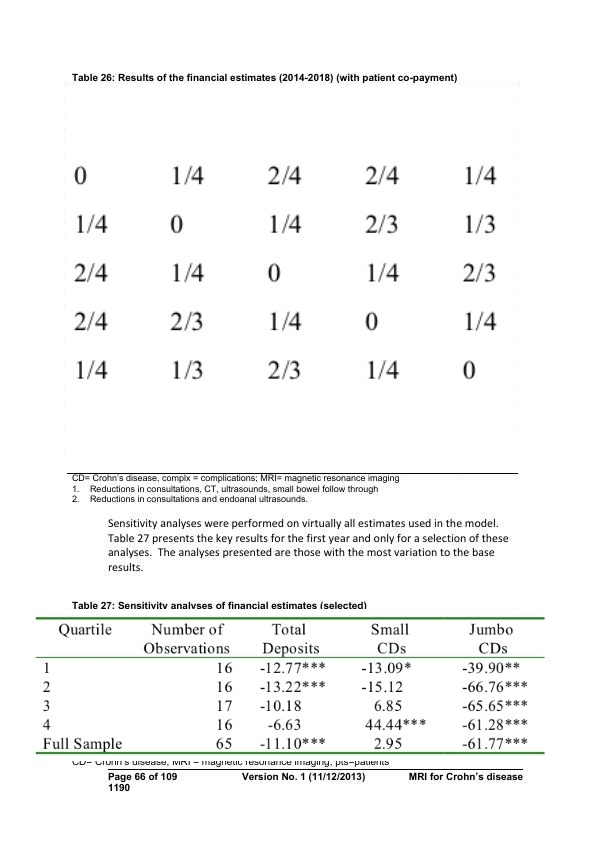 Table 26: Results of the financial estimates (2014-2018) (with patient co-payment)
0 1/4 2/4 2/4 1/4
1/4 0 1/4 2/3 1/3
2/4 1/4 0 1/4 2/3
2/4 2/3 1/4 0 1/4
1/4 1/3 2/3 1/4 0
CD= Crohn's disease, complx = complications; MRI= magnetic resonance imaging
1. Reductions in consultations, CT, ultrasounds, small bowel follow through
2. Reductions in consultations and endoanal ultrasounds.
Sensitivity analyses were performed on virtually all estimates used in the model.
Table 27 presents the key results for the first year and only for a selection of these
analyses. The analyses presented are those with the most variation to the base
results.
Table 27: Sensitivity analyses of financial estimates (selected)
Quartile Number of Total Small Jumbo
Observations Deposits CDs CDs
1 16 -12.77*** -13.09* -39.90**
2 16 -13.22*** -15.12 -66.76***
3 17 -10.18 6.85 -65.65***
4 16 -6.63 44.44*** -61.28***
Full Sample 65 -11.10*** 2.95 -61.77***
CD= Crohn's disease; MRI = magnetic resonance imaging; pts=patients
Page 66 of 109 Version No. 1 (11/12/2013) MRI for Crohn's disease
1190